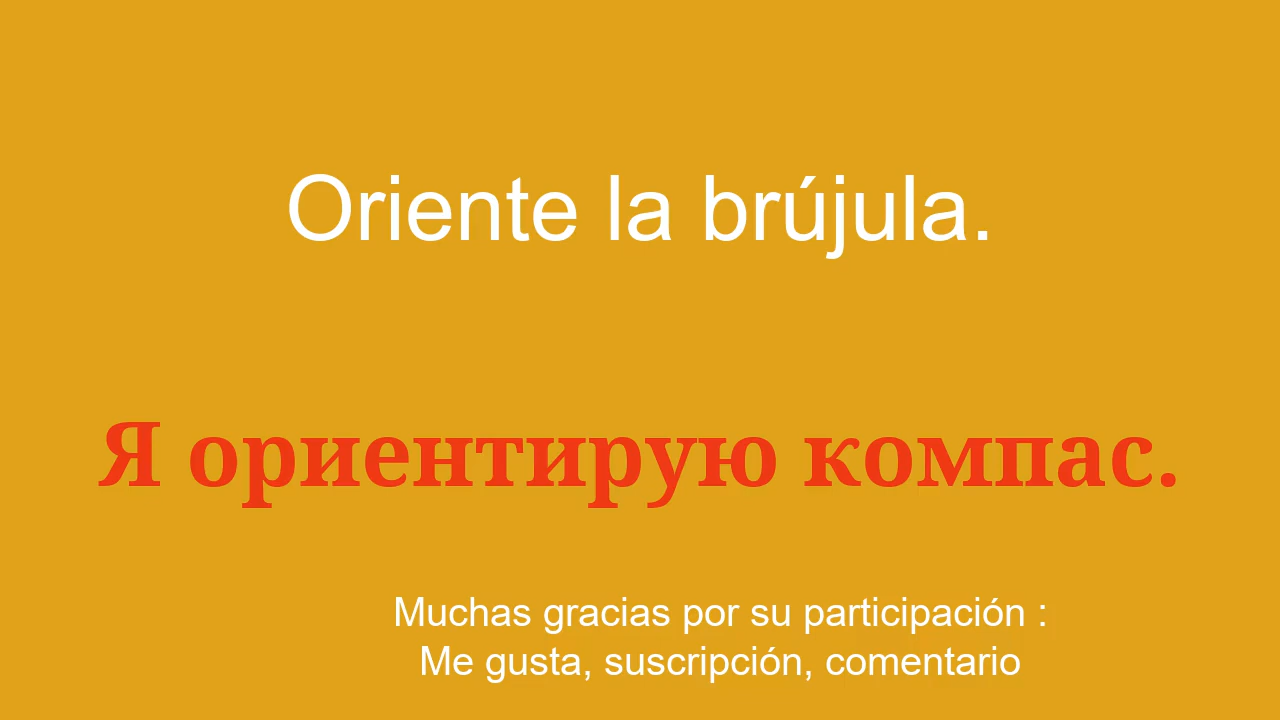 Oriente la brújula.
Я ориентирую компас.
Muchas gracias por su participación :
Me gusta, suscripción, comentario